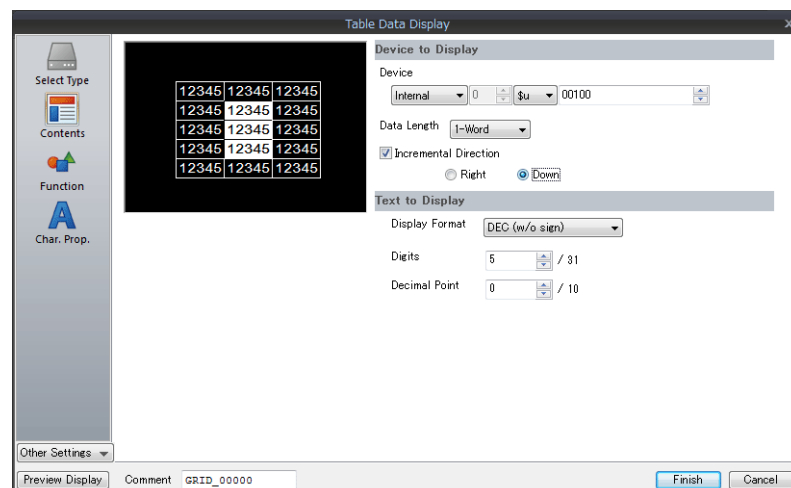 Table Data Display
Select Type
Contents
Function
Char. Prop.
Other Settings
12345 12345 12345
12345 12345 12345
12345 12345 12345
12345 12345 12345
12345 12345 12345
Device to Display
Device
Internal 0 $u 00100
Data Length 1-Word
Incremental Direction
Right Down
Text to Display
Display Format DEC (w/o sign)
Digits 5 / 31
Decimal Point 0 / 10
Preview Display Comment GRID_00000 Finish Cancel